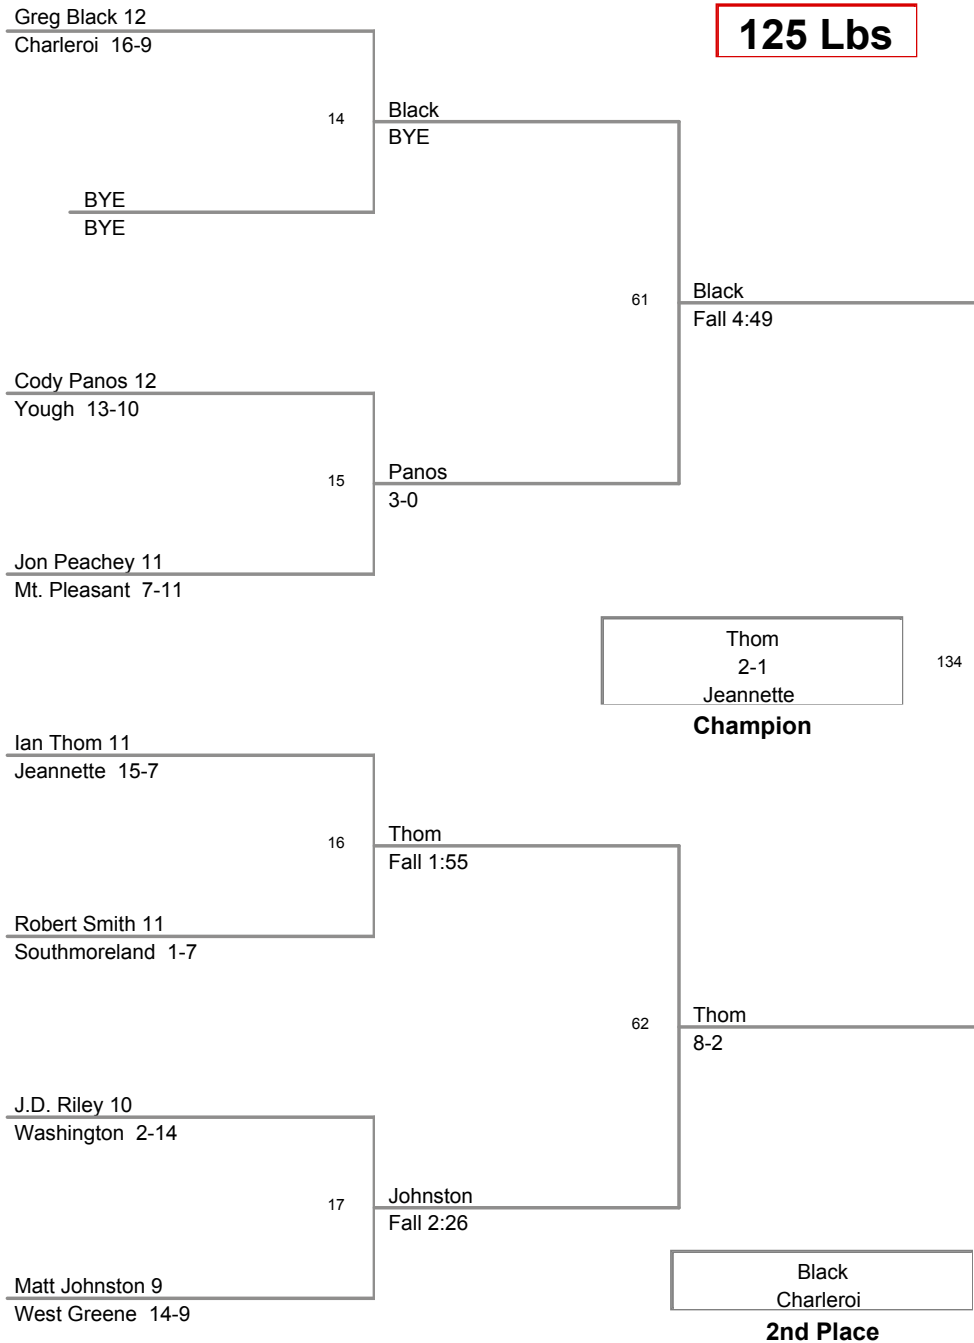 Greg Black 12
125 Lbs
Charleroi 16-9
14
Black
BYE
BYE
BYE
61
Black
Fall 4:49
Cody Panos 12
Yough 13-10
15
Panos
3-0
Jon Peachey 11
Mt. Pleasant 7-11
Thom
2-1
Jeannette
134
Champion
Ian Thom 11
Jeannette 15-7
16
Thom
Fall 1:55
Robert Smith 11
Southmoreland 1-7
62
Thom
8-2
J.D. Riley 10
Washington 2-14
17
Johnston
Fall 2:26
Matt Johnston 9
West Greene 14-9
Black
Charleroi
2nd Place